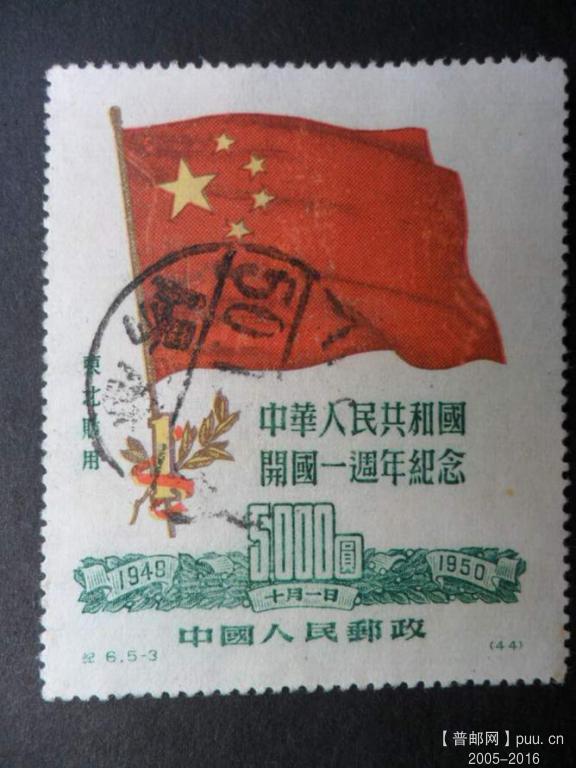 東北貼用
中華人民共和國
開國一週年紀念
5000圓
1949
1950
十月一日
中國人民郵政
紀 6.5-3
(44)
50
【普邮网】puu.cn
2005-2016